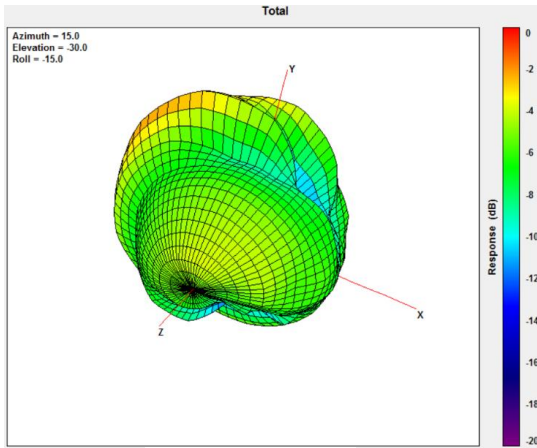 Total
Azimuth = 15.0
Elevation = -30.0
Roll = -15.0
Y
X
Z
0
-2
-4
-6
-8
-10
-12
-14
-16
-18
-20
Response (dB)